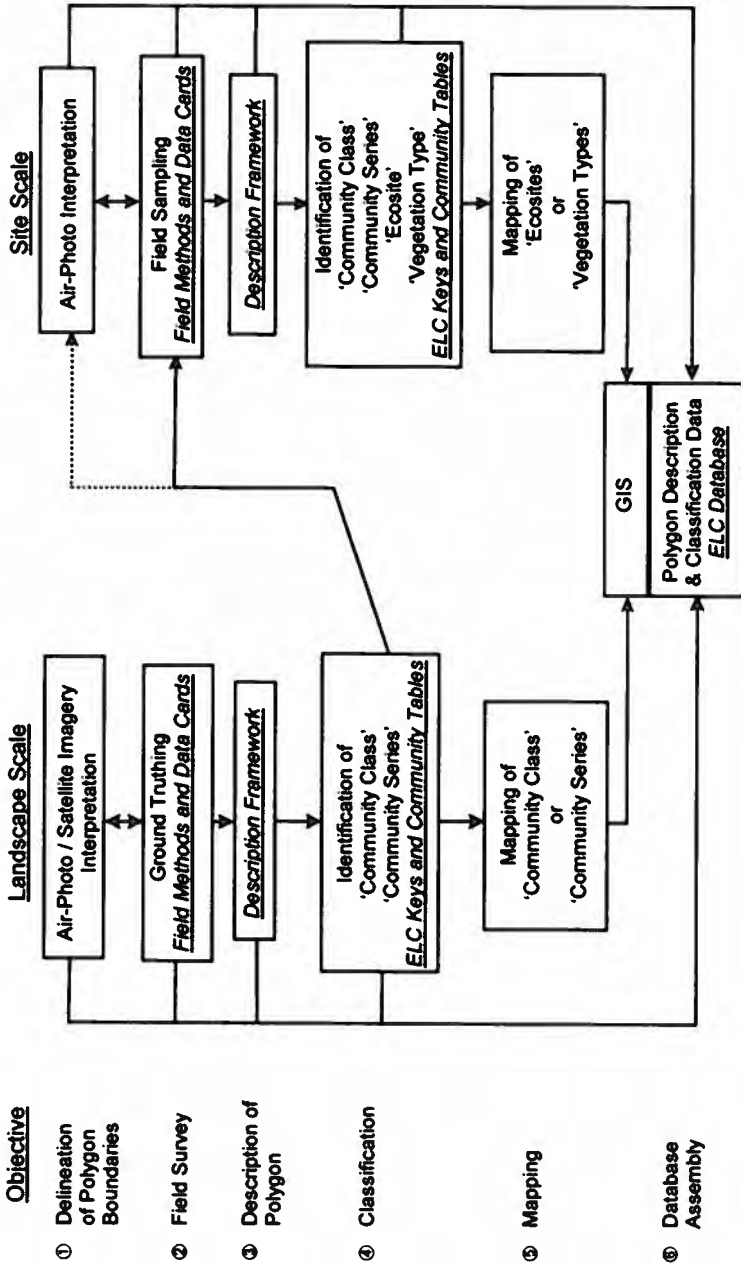 Objective
① Delineation
of Polygon
Boundaries
② Field Survey
③ Description of
Polygon
④ Classification
⑤ Mapping
⑥ Database
Assembly
Landscape Scale
Air-Photo / Satellite Imagery
Interpretation
Ground Truthing
Field Methods and Data Cards
Description Framework
Identification of
'Community Class'
'Community Series'
ELC Keys and Community Tables
Mapping of
'Community Class'
or
'Community Series'
Site Scale
Air-Photo Interpretation
Field Sampling
Field Methods and Data Cards
Description Framework
Identification of
'Community Class'
'Community Series'
'Ecosite'
'Vegetation Type'
ELC Keys and Community Tables
Mapping of
'Ecosites'
or
'Vegetation Types'
GIS
Polygon Description
& Classification Data
ELC Database